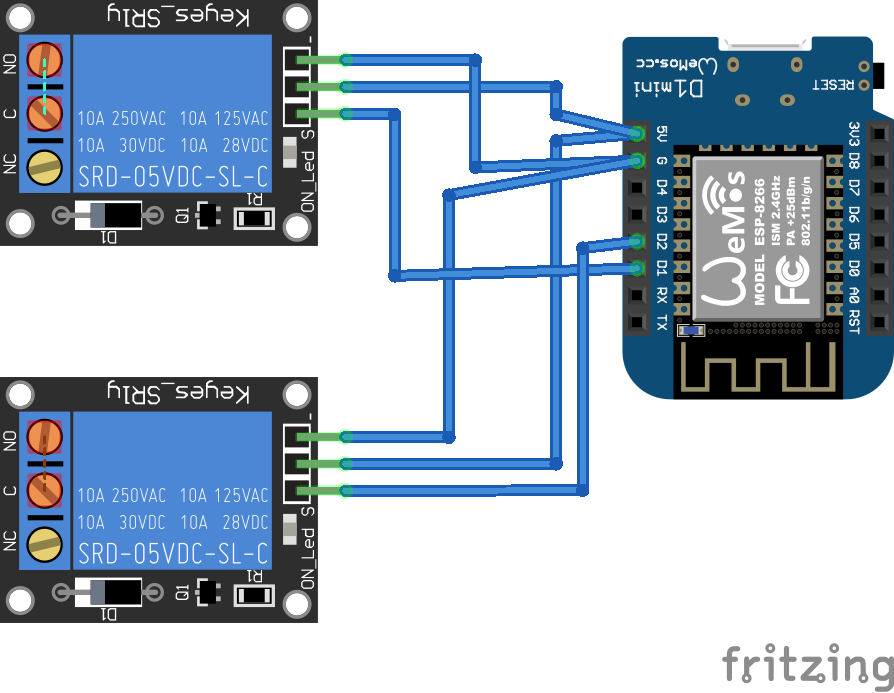 Keyes_SR1y
NO
C
NC
10A 250VAC 10A 125VAC
10A 30VDC 10A 28VDC
SRD-05VDC-SL-C
-
S
ON_Led
D1
Q1
R1
WeMos.cc
D1mini
RESET
5V
G
D4
D3
D2
D1
RX
TX
3V3
D8
D7
D6
D5
D0
A0
RST
WeMos
MODEL ESP-8266
ISM 2.4GHz
PA +25dBm
802.11b/g/n
FC
Keyes_SR1y
NO
C
NC
10A 250VAC 10A 125VAC
10A 30VDC 10A 28VDC
SRD-05VDC-SL-C
-
S
ON_Led
D1
Q1
R1
fritzing